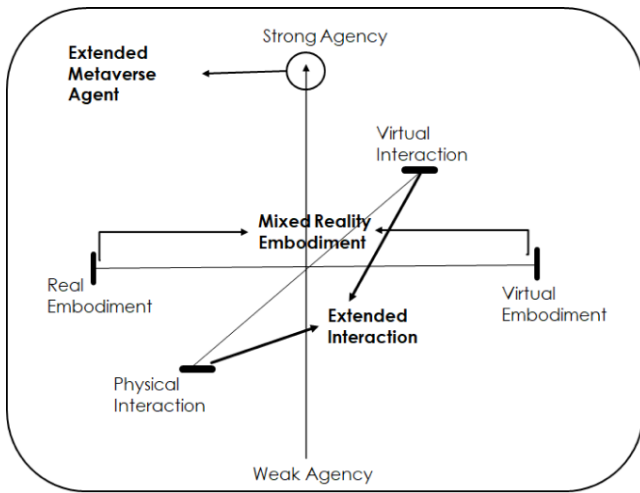 Strong Agency
Extended
Metaverse
Agent
Virtual
Interaction
Mixed Reality
Embodiment
Real
Embodiment
Virtual
Embodiment
Extended
Interaction
Physical
Interaction
Weak Agency